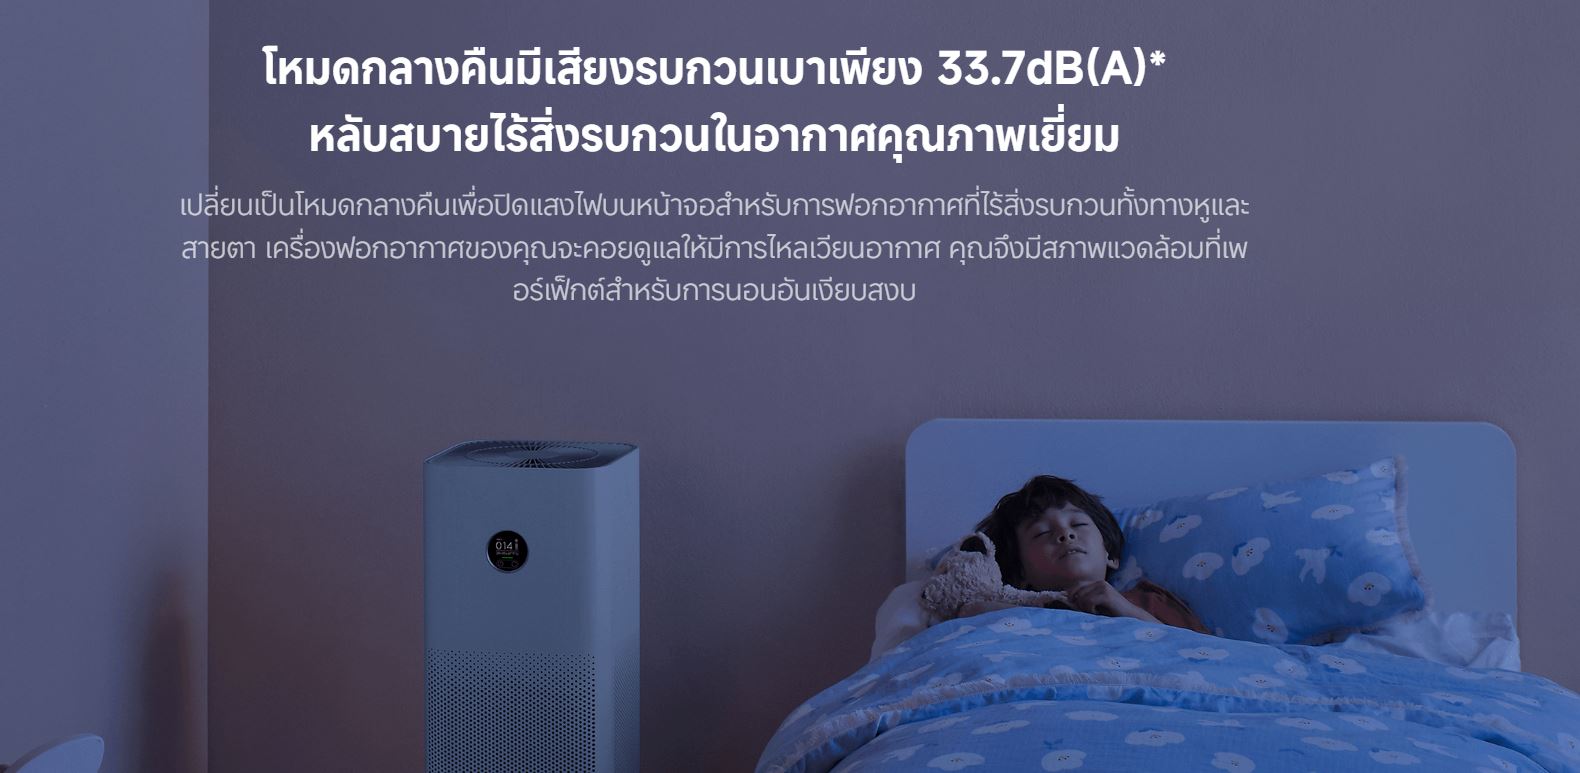 โหมดกลางคืนมีเสียงรบกวนเบาเพียง 33.7dB(A)*
หลับสบายไร้สิ่งรบกวนในอากาศคุณภาพเยี่ยม
เปลี่ยนเป็นโหมดกลางคืนเพื่อปิดแสงไฟบนหน้าจอสำหรับการฟอกอากาศที่ไร้สิ่งรบกวนทั้งทางหูและ
สายตา เครื่องฟอกอากาศของคุณจะคอยดูแลให้มีการไหลเวียนอากาศ คุณจึงมีสภาพแวดล้อมที่เพ
อร์เฟ็กต์สำหรับการนอนอันเงียบสงบ
014